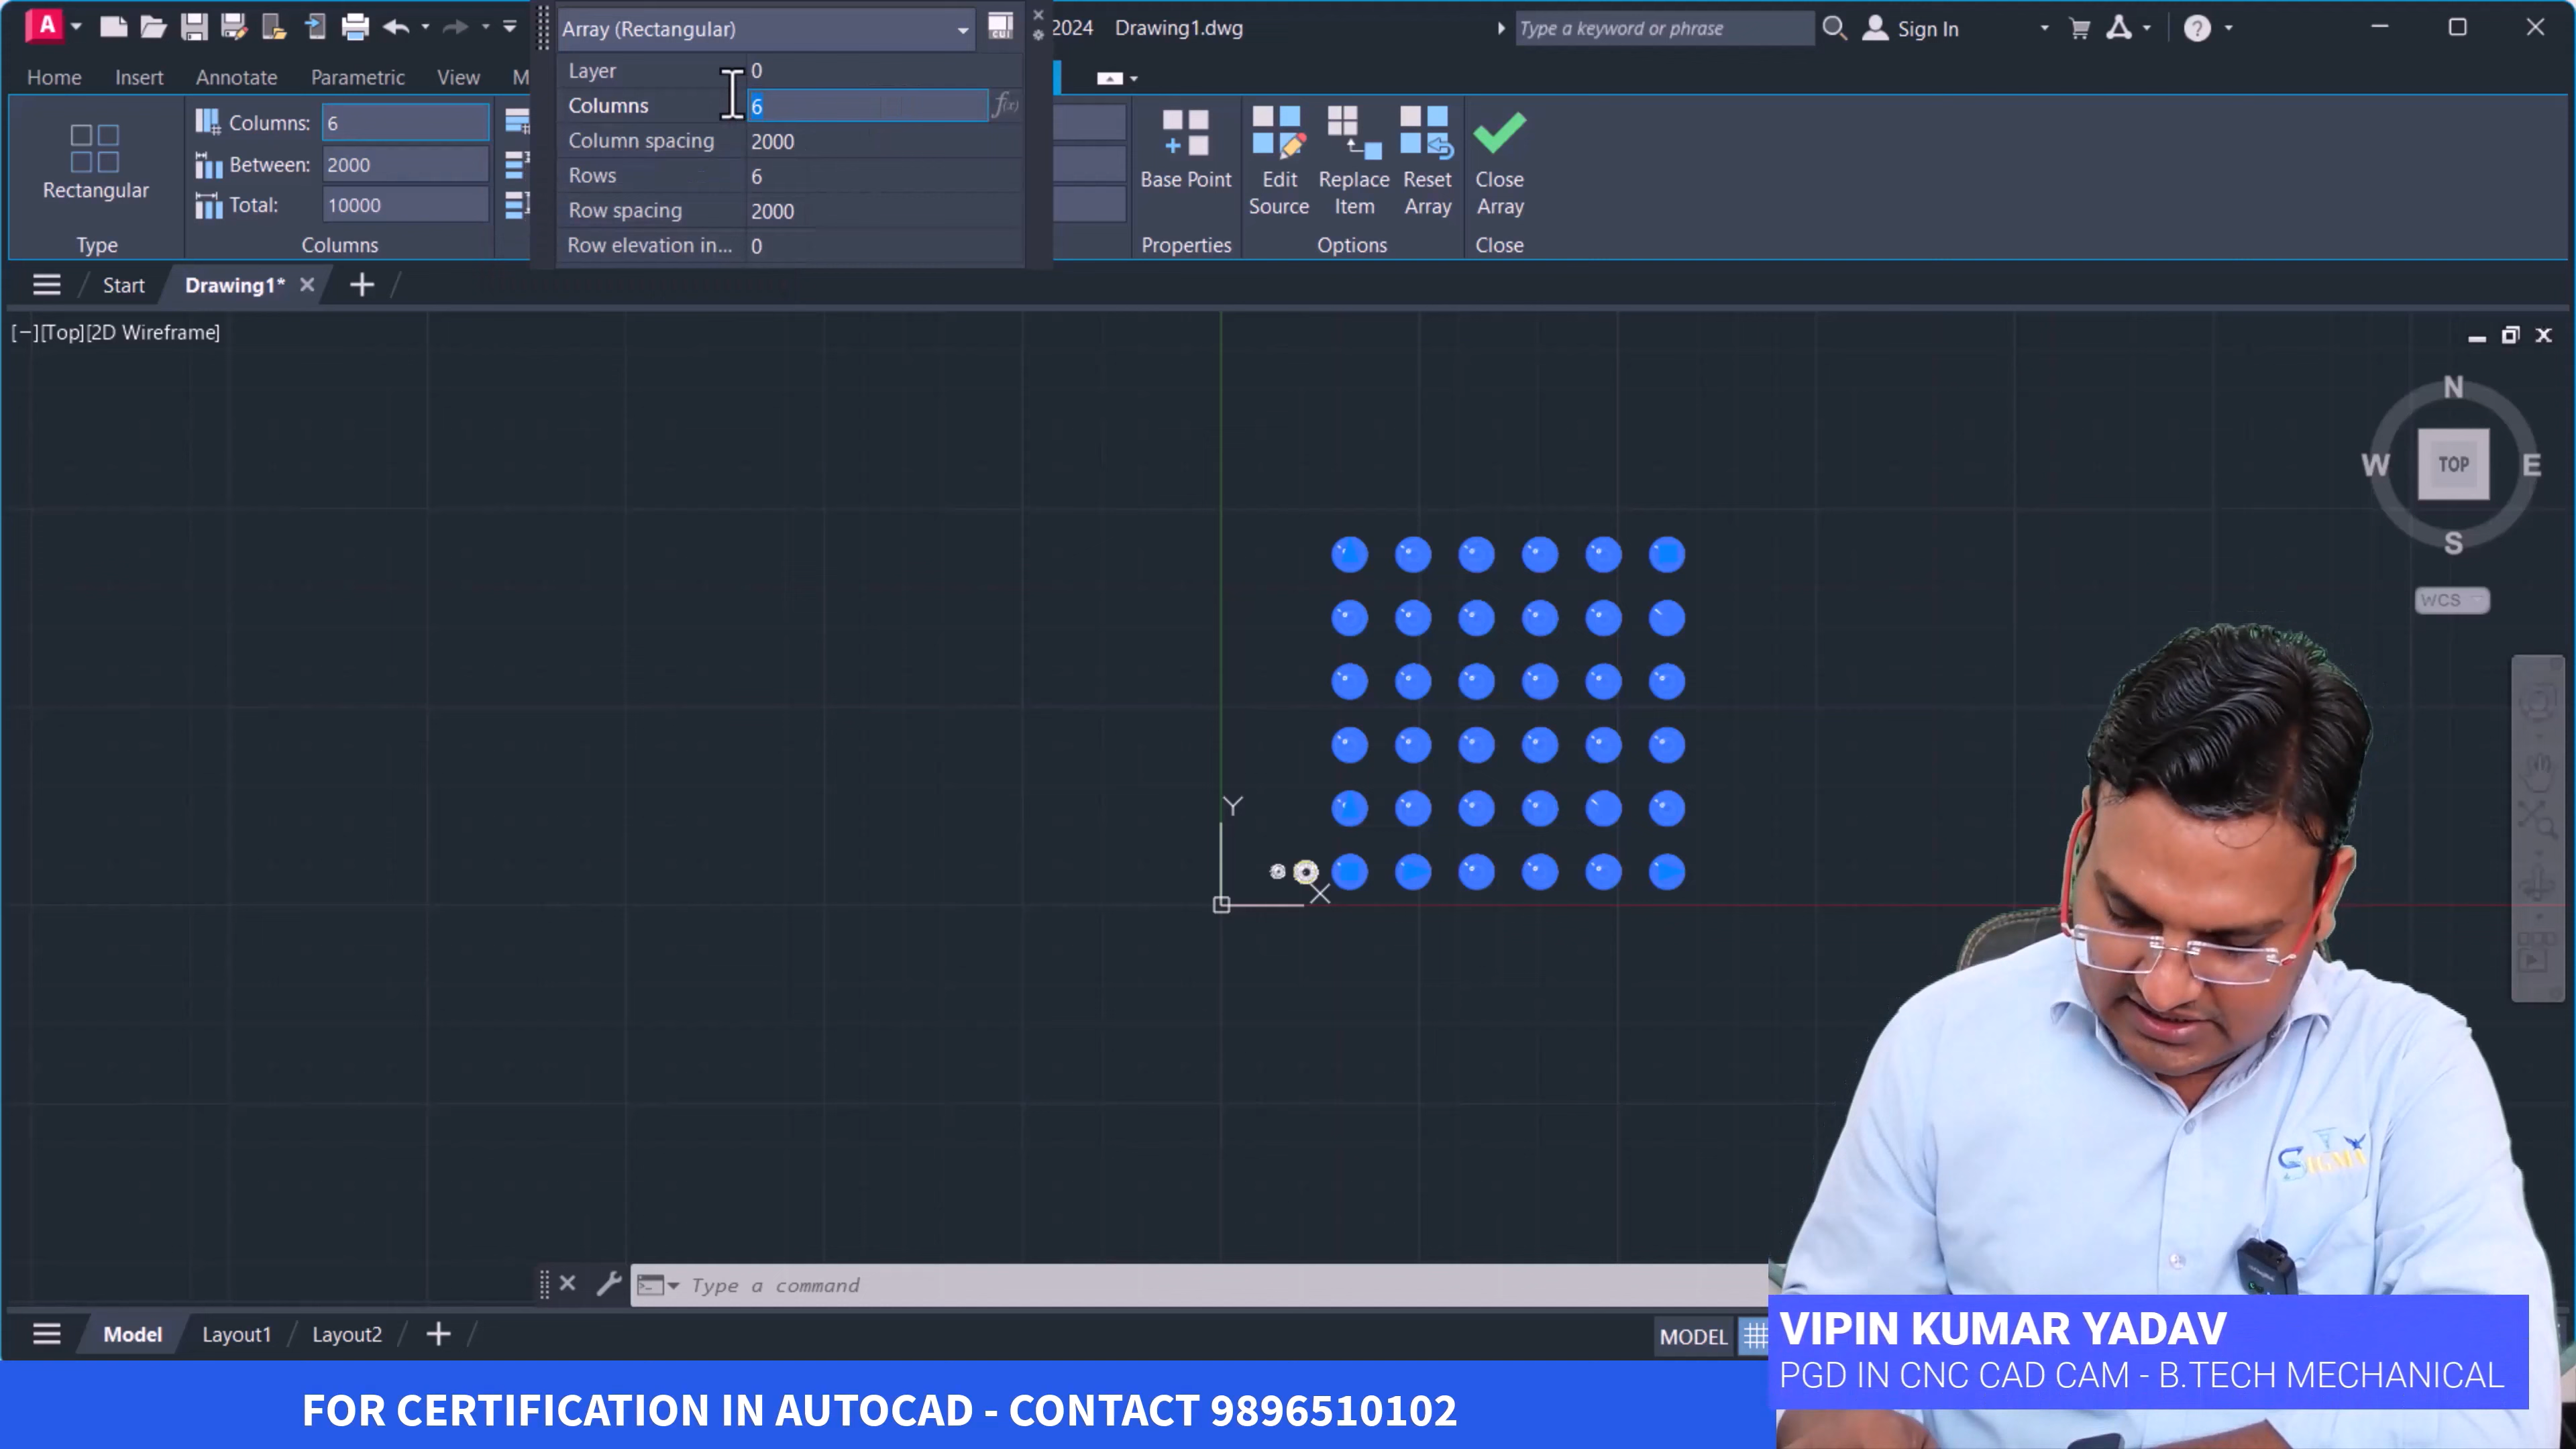 A
Array (Rectangular)
CUI
2024 Drawing1.dwg
Type a keyword or phrase
Sign In
?
Home Insert Annotate Parametric View M
Layer 0
Columns 6 f(x)
Column spacing 2000
Rows 6
Row spacing 2000
Row elevation in... 0
Rectangular
Type
Columns: 6
Between: 2000
Total: 10000
Columns
Base Point
Properties
Edit Source
Replace Item
Reset Array
Options
Close Array
Close
Start Drawing1*
[−][Top][2D Wireframe]
N
W TOP E
S
WCS
Y
X
Type a command
Model Layout1 Layout2
MODEL
SIGMA
VIPIN KUMAR YADAV
PGD IN CNC CAD CAM - B.TECH MECHANICAL
FOR CERTIFICATION IN AUTOCAD - CONTACT 9896510102